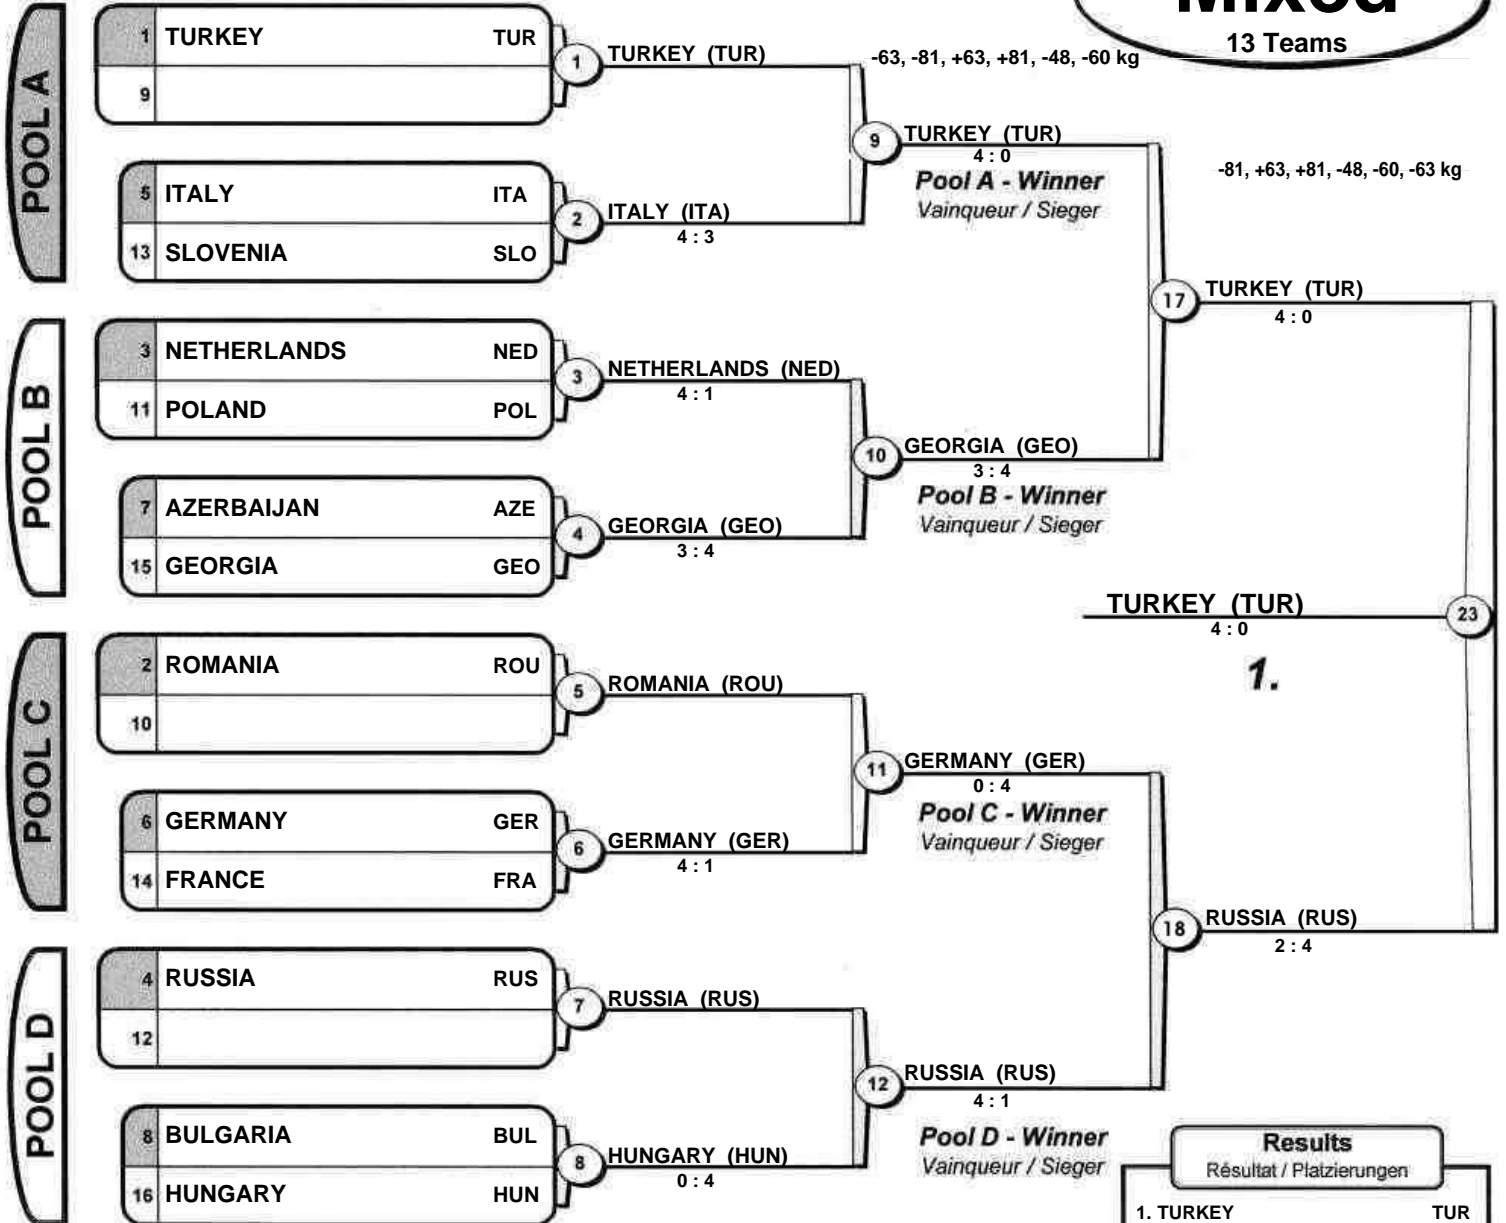 Mixed
13 Teams
-63, -81, +63, +81, -48, -60 kg
-81, +63, +81, -48, -60, -63 kg
POOL A
1 TURKEY TUR
9
1
TURKEY (TUR)
5 ITALY ITA
13 SLOVENIA SLO
2
ITALY (ITA)
4 : 3
9
TURKEY (TUR)
4 : 0
Pool A - Winner
Vainqueur / Sieger
POOL B
3 NETHERLANDS NED
11 POLAND POL
3
NETHERLANDS (NED)
4 : 1
7 AZERBAIJAN AZE
15 GEORGIA GEO
4
GEORGIA (GEO)
3 : 4
10
GEORGIA (GEO)
3 : 4
Pool B - Winner
Vainqueur / Sieger
17
TURKEY (TUR)
4 : 0
TURKEY (TUR)
4 : 0
23
1.
POOL C
2 ROMANIA ROU
10
5
ROMANIA (ROU)
6 GERMANY GER
14 FRANCE FRA
6
GERMANY (GER)
4 : 1
11
GERMANY (GER)
0 : 4
Pool C - Winner
Vainqueur / Sieger
18
RUSSIA (RUS)
2 : 4
POOL D
4 RUSSIA RUS
12
7
RUSSIA (RUS)
8 BULGARIA BUL
16 HUNGARY HUN
8
HUNGARY (HUN)
0 : 4
12
RUSSIA (RUS)
4 : 1
Pool D - Winner
Vainqueur / Sieger
Results
Résultat / Platzierungen
1. TURKEY TUR